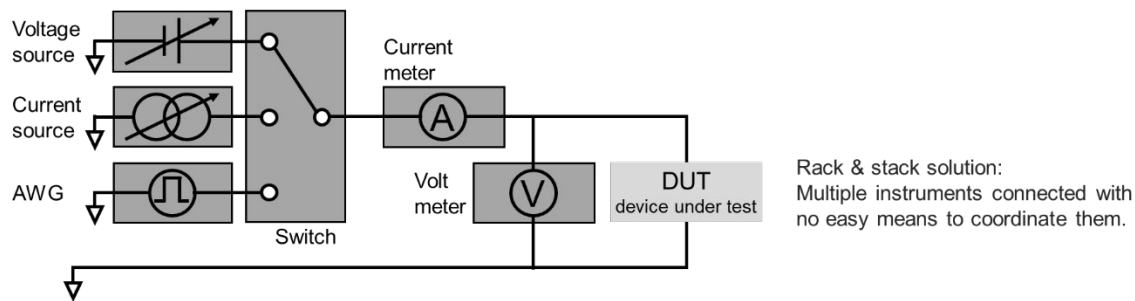 Voltage
source
Current
source
AWG
Switch
Current
meter
A
Volt
meter
V
DUT
device under test
Rack & stack solution:
Multiple instruments connected with
no easy means to coordinate them.